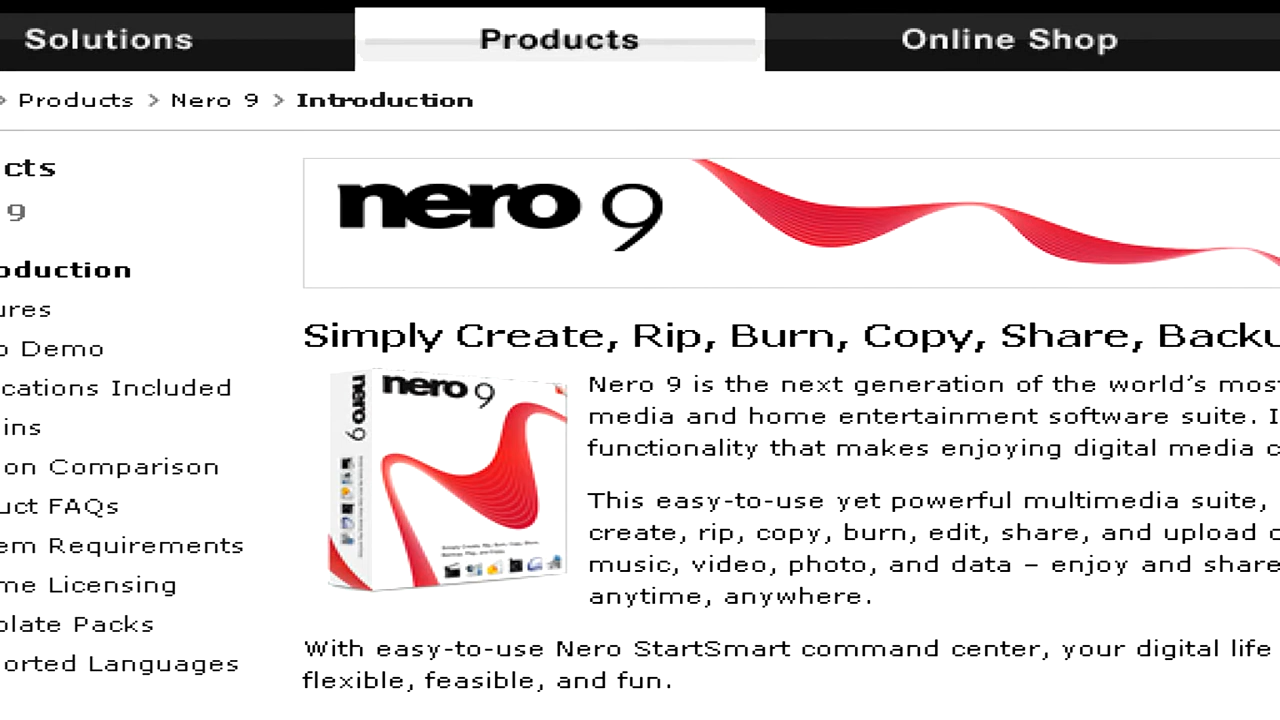 Solutions
Products
Online Shop
> Products > Nero 9 > Introduction
cts
9
oduction
ures
o Demo
cations Included
ins
on Comparison
uct FAQs
em Requirements
me Licensing
plate Packs
orted Languages
nero 9
Simply Create, Rip, Burn, Copy, Share, Backu
nero 9
nero 9
Nero 9 is the next generation of the world's mos
media and home entertainment software suite. I
functionality that makes enjoying digital media c
This easy-to-use yet powerful multimedia suite,
create, rip, copy, burn, edit, share, and upload
music, video, photo, and data – enjoy and share
anytime, anywhere.
With easy-to-use Nero StartSmart command center, your digital life
flexible, feasible, and fun.